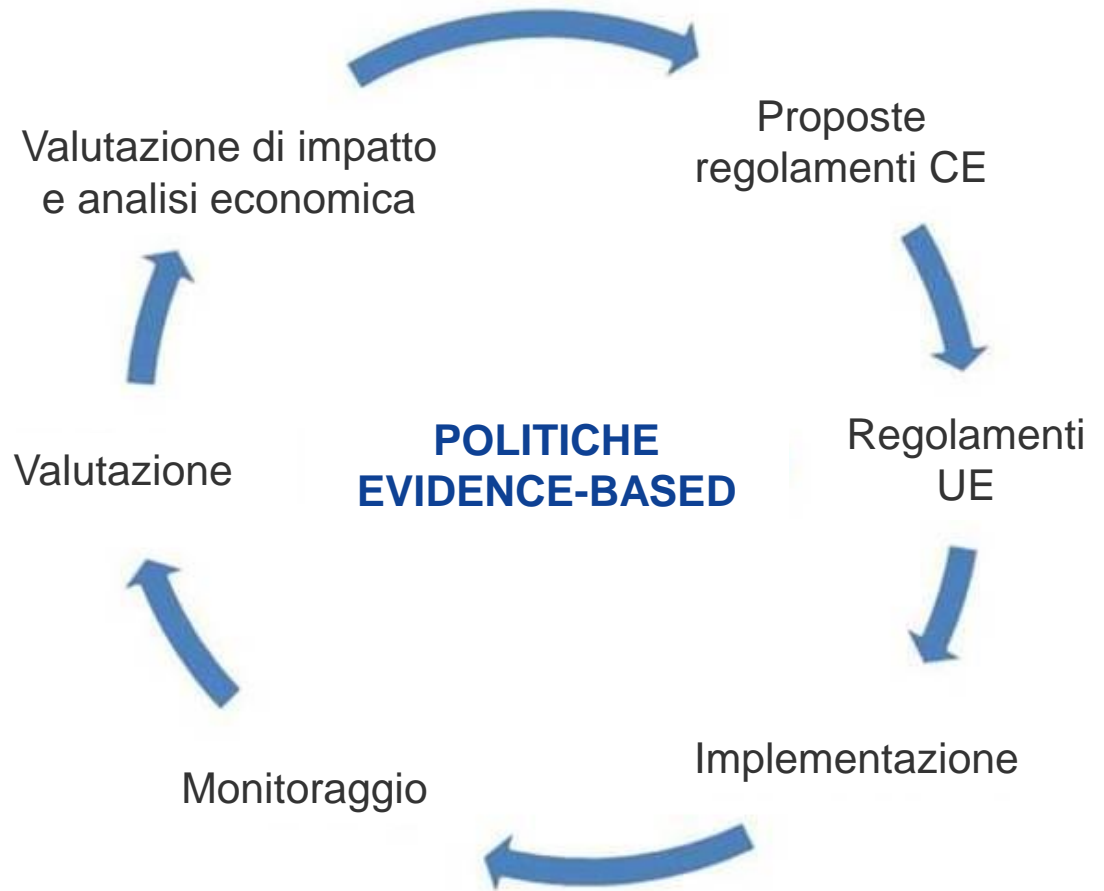 Proposte
regolamenti CE
Valutazione di impatto
e analisi economica
Regolamenti
UE
POLITICHE
EVIDENCE-BASED
Valutazione
Implementazione
Monitoraggio